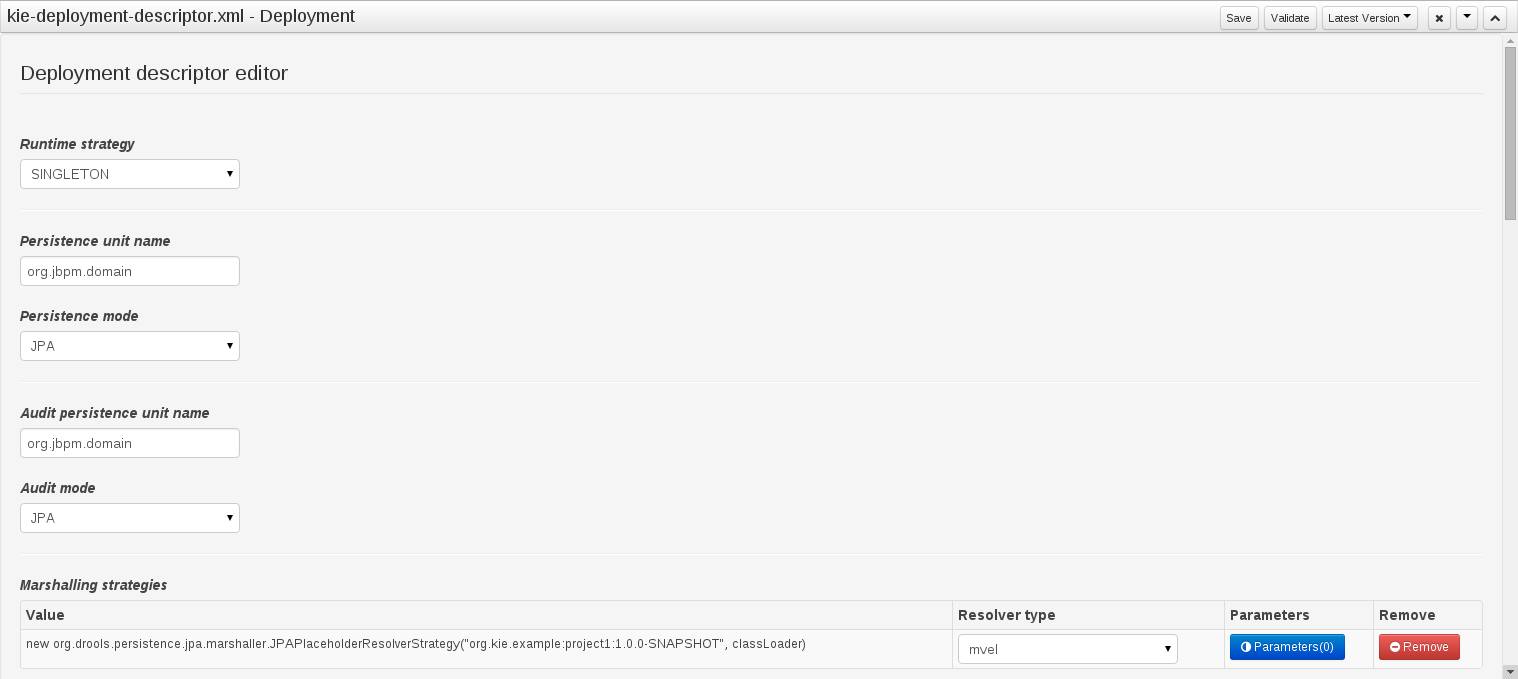 kie-deployment-descriptor.xml - Deployment
Save Validate Latest Version
Deployment descriptor editor
Runtime strategy
SINGLETON
Persistence unit name
org.jbpm.domain
Persistence mode
JPA
Audit persistence unit name
org.jbpm.domain
Audit mode
JPA
Marshalling strategies
Value Resolver type Parameters Remove
new org.drools.persistence.jpa.marshaller.JPAPlaceholderResolverStrategy("org.kie.example:project1:1.0.0-SNAPSHOT", classLoader) mvel Parameters(0) Remove